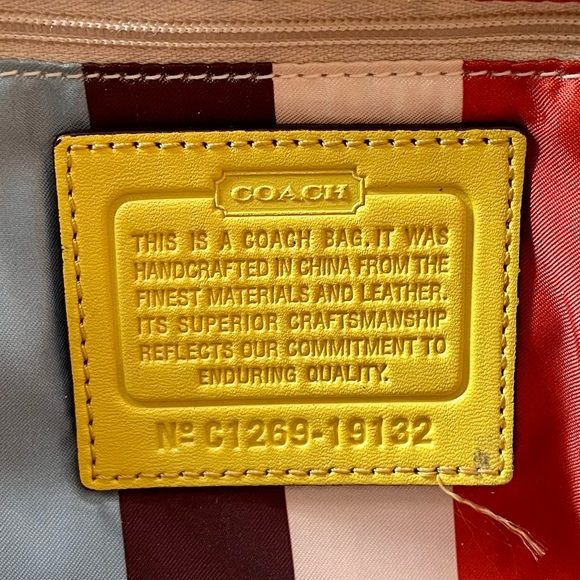 COACH
THIS IS A COACH BAG. IT WAS
HANDCRAFTED IN CHINA FROM THE
FINEST MATERIALS AND LEATHER.
ITS SUPERIOR CRAFTSMANSHIP
REFLECTS OUR COMMITMENT TO
ENDURING QUALITY.
Nº C1269-19132